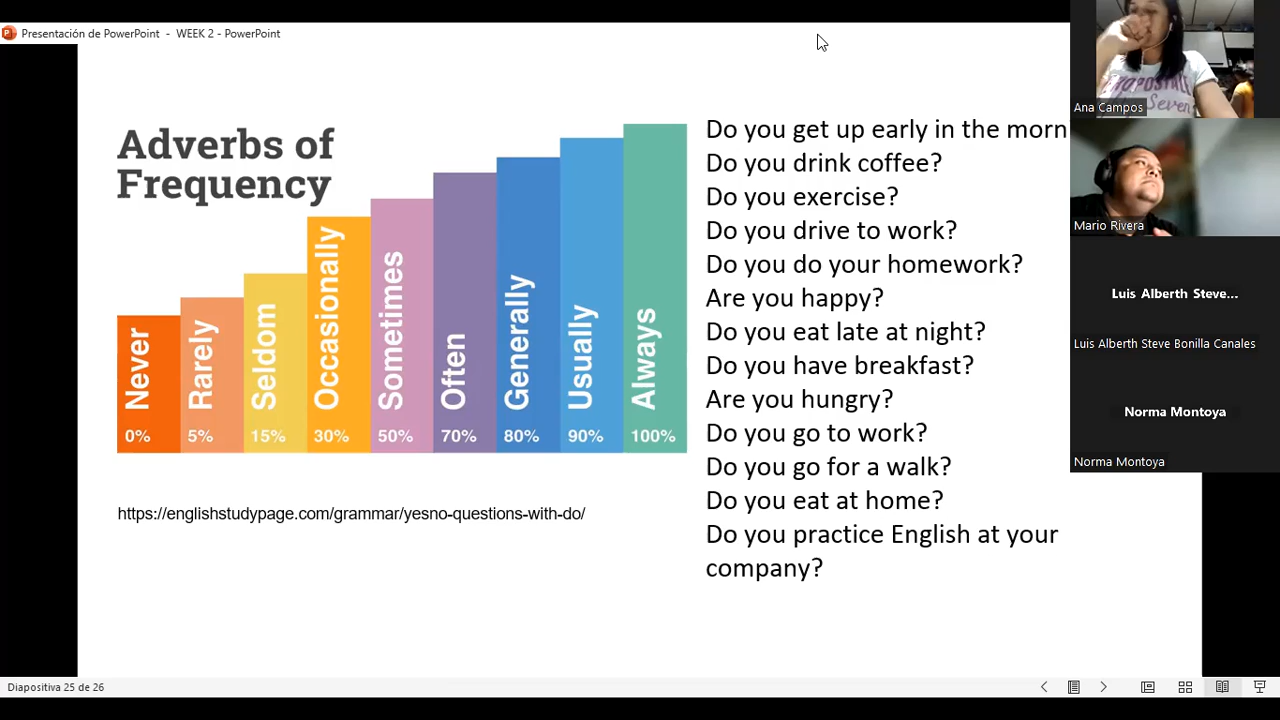 Presentación de PowerPoint - WEEK 2 - PowerPoint
Adverbs of
Frequency
Never
0%
Rarely
5%
Seldom
15%
Occasionally
30%
Sometimes
50%
Often
70%
Generally
80%
Usually
90%
Always
100%
https://englishstudypage.com/grammar/yesno-questions-with-do/
Do you get up early in the morn
Do you drink coffee?
Do you exercise?
Do you drive to work?
Do you do your homework?
Are you happy?
Do you eat late at night?
Do you have breakfast?
Are you hungry?
Do you go to work?
Do you go for a walk?
Do you eat at home?
Do you practice English at your
company?
Seven
Ana Campos
Mario Rivera
Luis Alberth Steve...
Luis Alberth Steve Bonilla Canales
Norma Montoya
Norma Montoya
Diapositiva 25 de 26